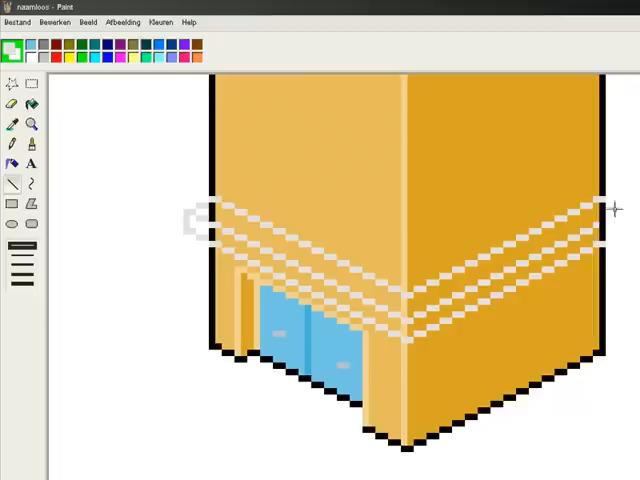 naamloos - Paint
Bestand Bewerken Beeld Afbeelding Kleuren Help
A